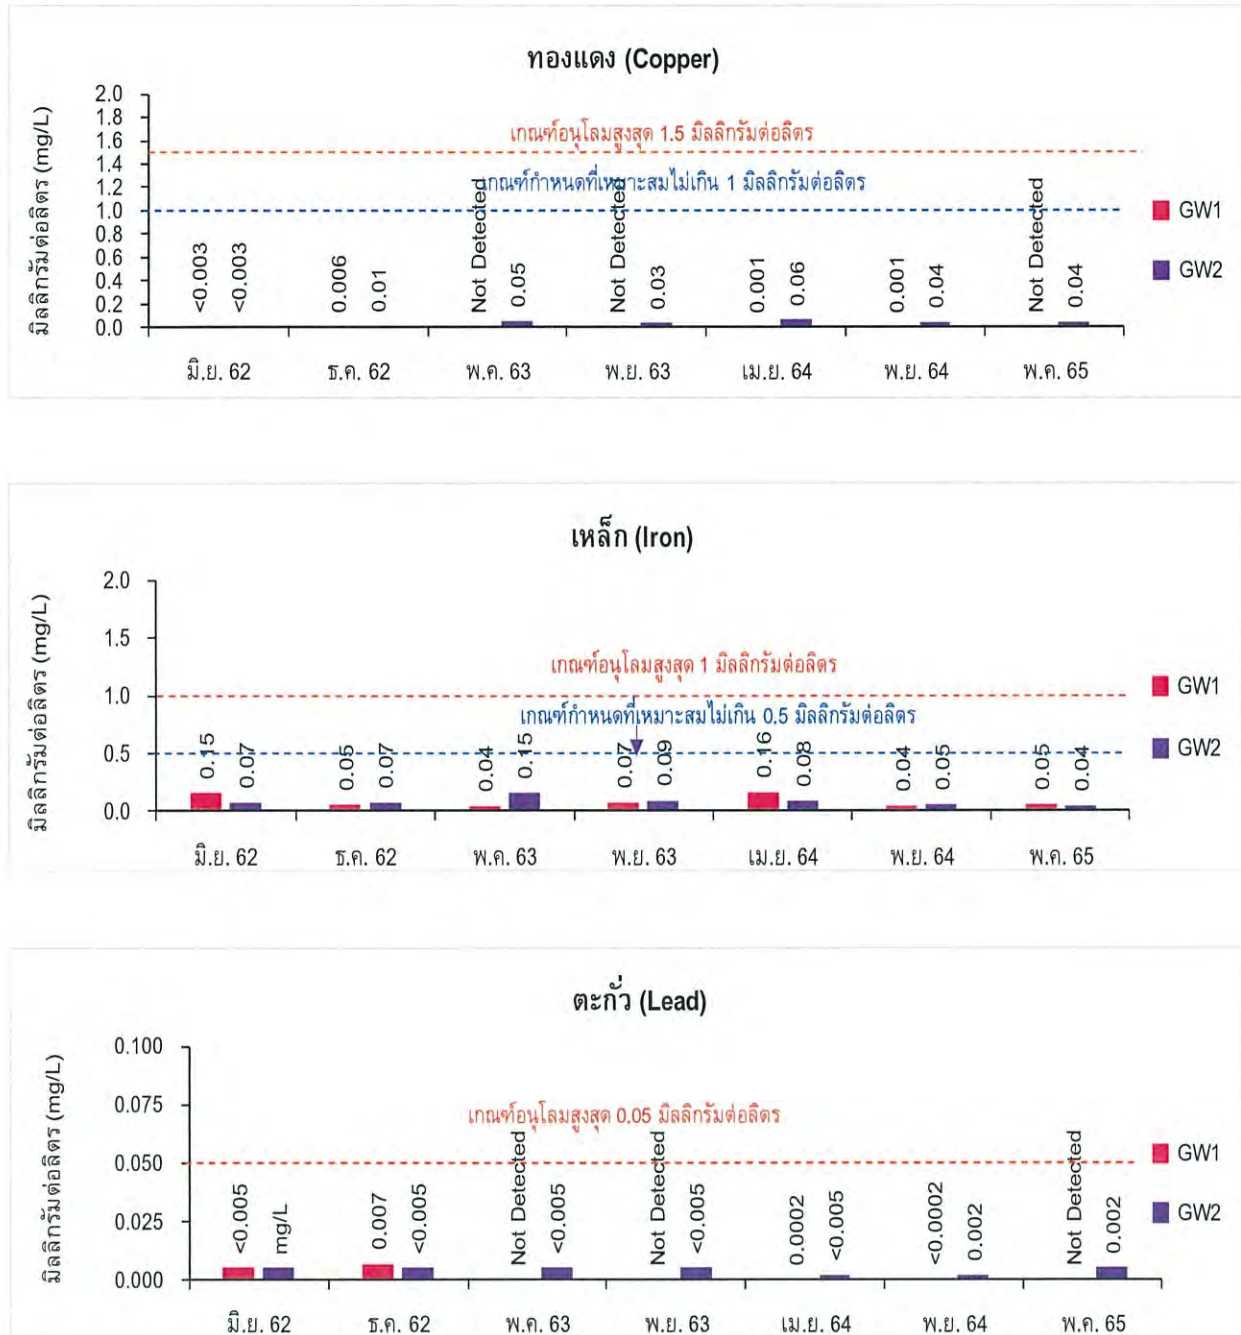 ทองแดง (Copper)
มิลลิกรัมต่อลิตร (mg/L)
2.0
1.8
1.6
1.4
1.2
1.0
0.8
0.6
0.4
0.2
0.0
เกณฑ์อนุโลมสูงสุด 1.5 มิลลิกรัมต่อลิตร
เกณฑ์กำหนดที่เหมาะสมไม่เกิน 1 มิลลิกรัมต่อลิตร
<0.003 <0.003 0.006 0.01 Not Detected 0.05 Not Detected 0.03 0.001 0.06 0.001 0.04 Not Detected 0.04
มิ.ย. 62 ธ.ค. 62 พ.ค. 63 พ.ย. 63 เม.ย. 64 พ.ย. 64 พ.ค. 65
GW1
GW2
เหล็ก (Iron)
มิลลิกรัมต่อลิตร (mg/L)
2.0
1.5
1.0
0.5
0.0
เกณฑ์อนุโลมสูงสุด 1 มิลลิกรัมต่อลิตร
เกณฑ์กำหนดที่เหมาะสมไม่เกิน 0.5 มิลลิกรัมต่อลิตร
0.15 0.07 0.05 0.07 0.04 0.15 0.07 0.09 0.16 0.08 0.04 0.05 0.05 0.04
มิ.ย. 62 ธ.ค. 62 พ.ค. 63 พ.ย. 63 เม.ย. 64 พ.ย. 64 พ.ค. 65
GW1
GW2
ตะกั่ว (Lead)
มิลลิกรัมต่อลิตร (mg/L)
0.100
0.075
0.050
0.025
0.000
เกณฑ์อนุโลมสูงสุด 0.05 มิลลิกรัมต่อลิตร
<0.005 mg/L 0.007 <0.005 Not Detected <0.005 Not Detected <0.005 0.0002 <0.005 <0.0002 0.002 Not Detected 0.002
มิ.ย. 62 ธ.ค. 62 พ.ค. 63 พ.ย. 63 เม.ย. 64 พ.ย. 64 พ.ค. 65
GW1
GW2